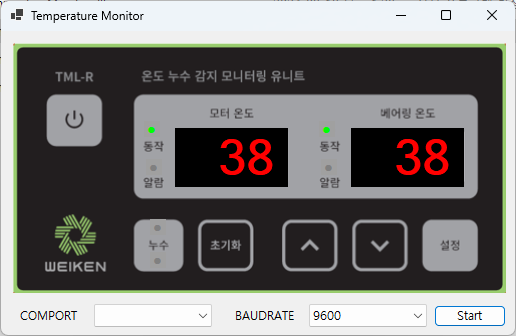 Temperature Monitor
TML-R
온도 누수 감지 모니터링 유니트
모터 온도
베어링 온도
동작
38
동작
38
알람
알람
WEIKEN
누수
초기화
설정
COMPORT
BAUDRATE
9600
Start